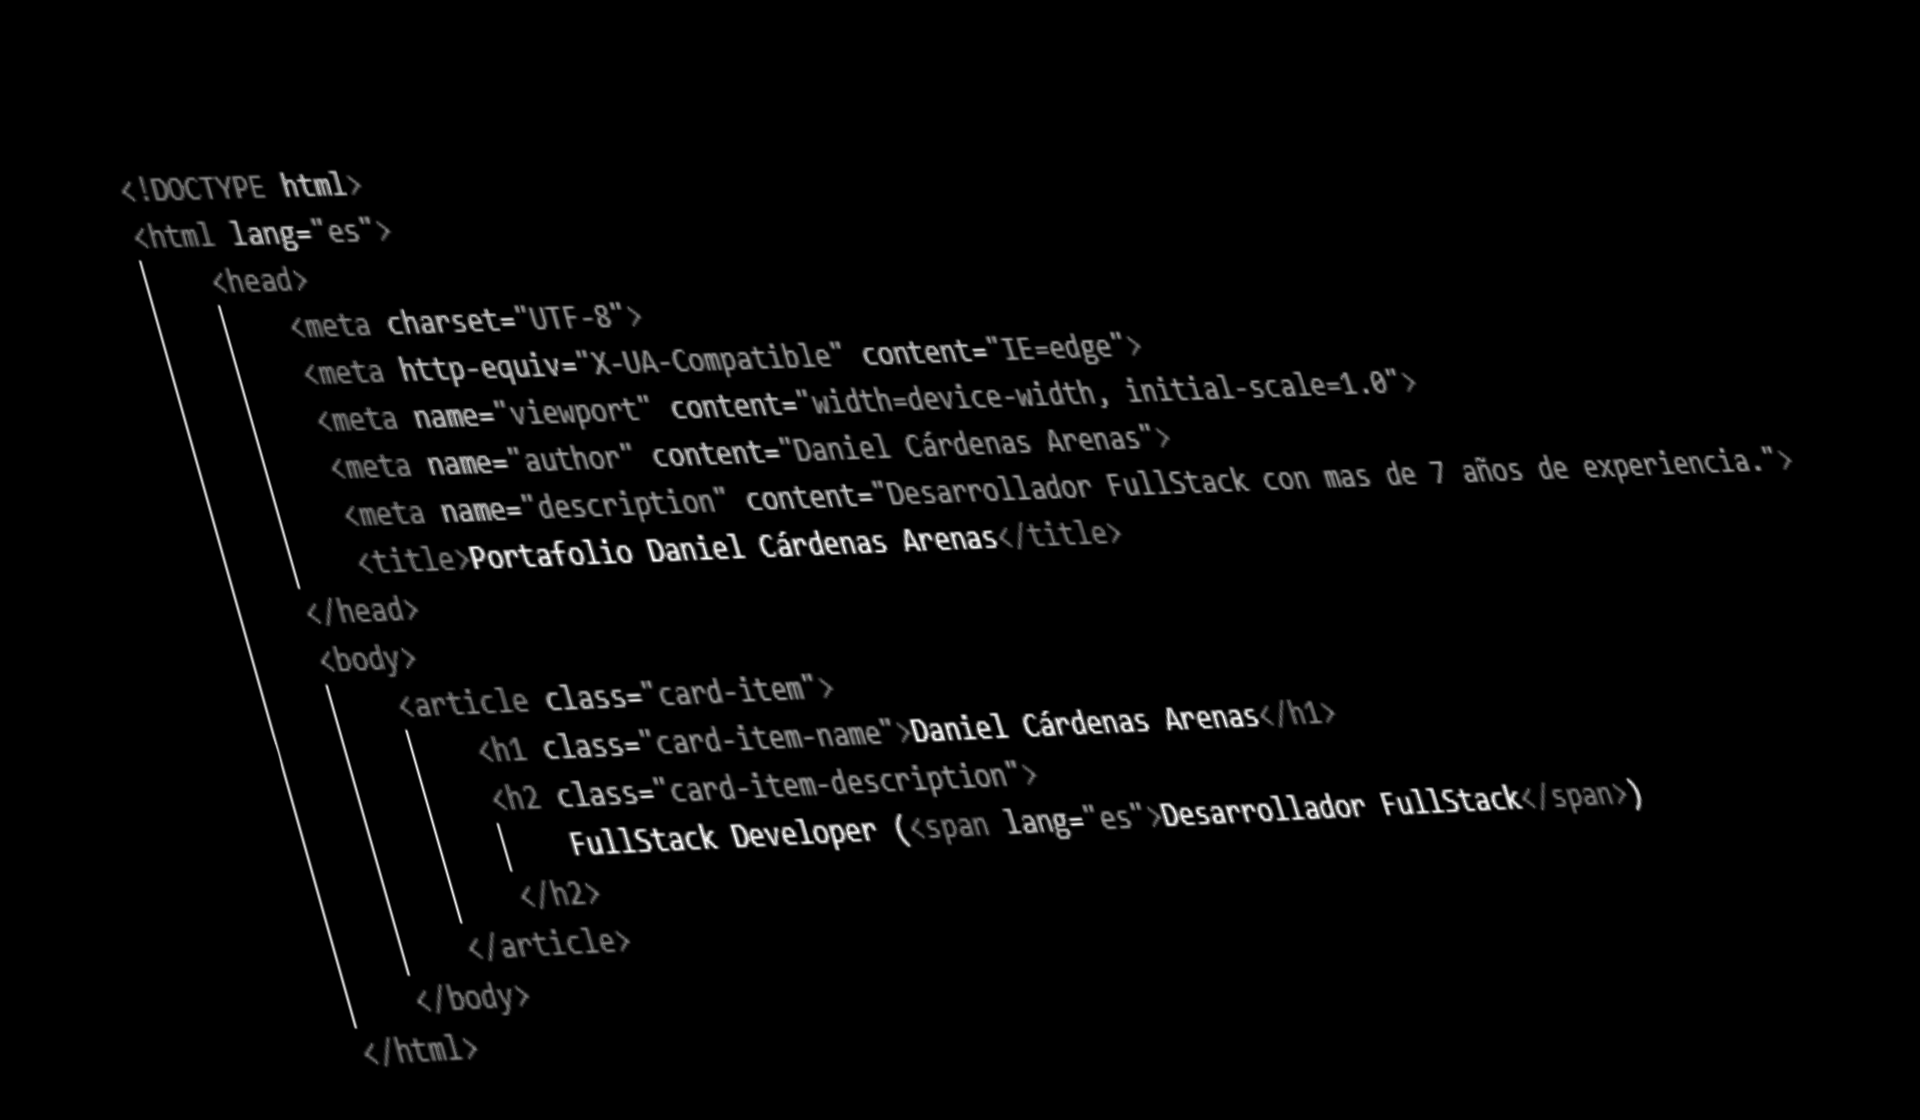 <!DOCTYPE html>
<html lang="es">
<head>
<meta charset="UTF-8">
<meta http-equiv="X-UA-Compatible" content="IE=edge">
<meta name="viewport" content="width=device-width, initial-scale=1.0">
<meta name="author" content="Daniel Cárdenas Arenas">
<meta name="description" content="Desarrollador FullStack con mas de 7 años de experiencia.">
<title>Portafolio Daniel Cárdenas Arenas</title>
</head>
<body>
<article class="card-item">
<h1 class="card-item-name">Daniel Cárdenas Arenas</h1>
<h2 class="card-item-description">
FullStack Developer (<span lang="es">Desarrollador FullStack</span>)
</h2>
</article>
</body>
</html>